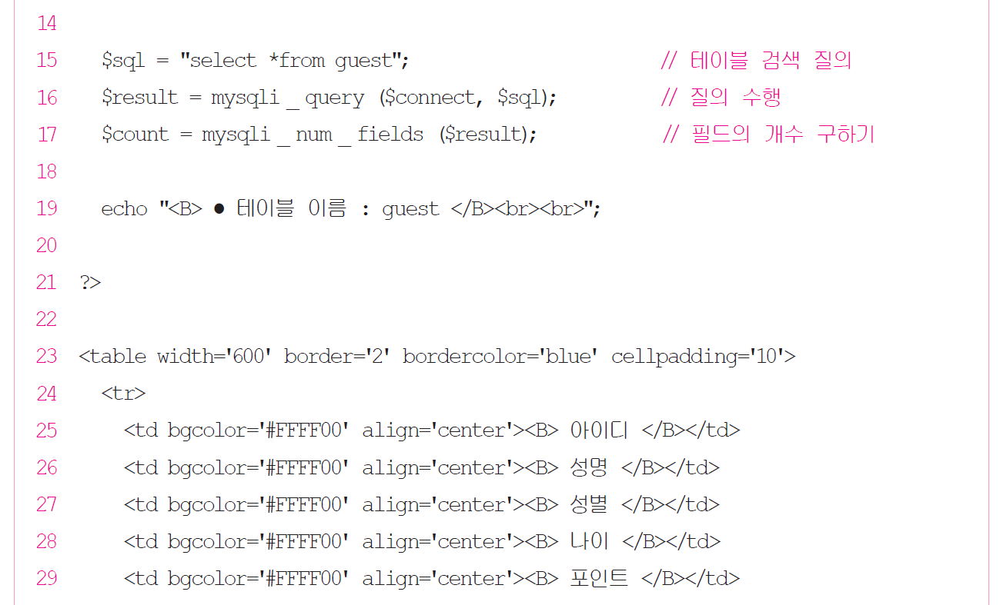 14
15 $sql = "select *from guest"; // 테이블 검색 질의
16 $result = mysqli _ query ($connect, $sql); // 질의 수행
17 $count = mysqli _ num _ fields ($result); // 필드의 개수 구하기
18
19 echo "<B> ● 테이블 이름 : guest </B><br><br>";
20
21 ?>
22
23 <table width='600' border='2' bordercolor='blue' cellpadding='10'>
24 <tr>
25 <td bgcolor='#FFFF00' align='center'><B> 아이디 </B></td>
26 <td bgcolor='#FFFF00' align='center'><B> 성명 </B></td>
27 <td bgcolor='#FFFF00' align='center'><B> 성별 </B></td>
28 <td bgcolor='#FFFF00' align='center'><B> 나이 </B></td>
29 <td bgcolor='#FFFF00' align='center'><B> 포인트 </B></td>